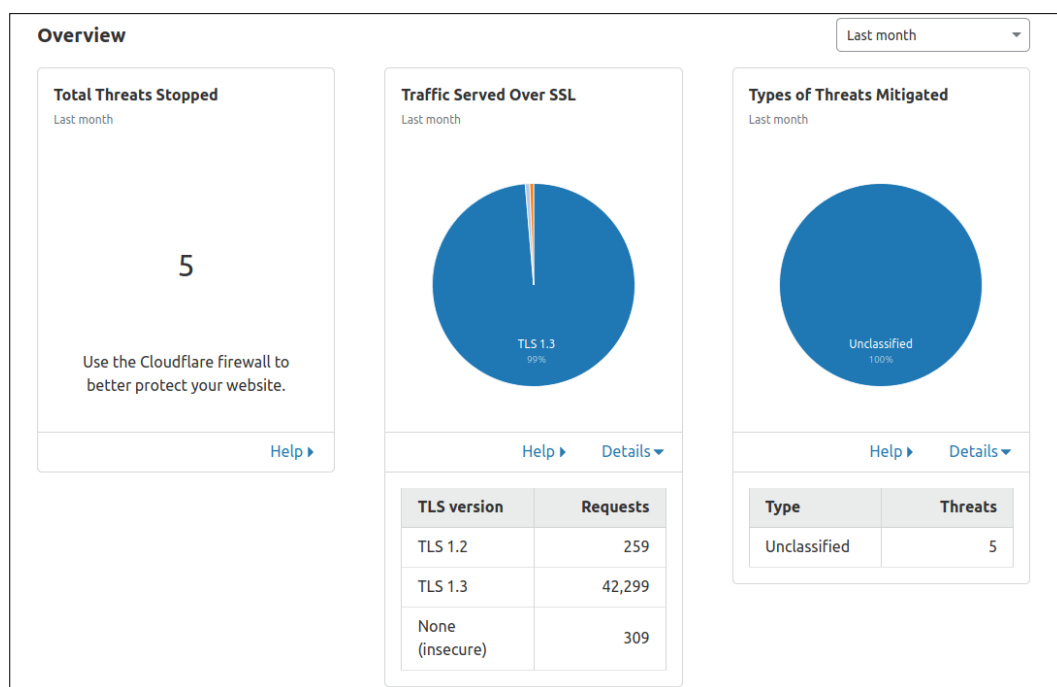 Overview
Last month
Total Threats Stopped
Last month
5
Use the Cloudflare firewall to
better protect your website.
Help
Traffic Served Over SSL
Last month
TLS 1.3
99%
Help Details
TLS version Requests
TLS 1.2 259
TLS 1.3 42,299
None
(insecure) 309
Types of Threats Mitigated
Last month
Unclassified
100%
Help Details
Type Threats
Unclassified 5